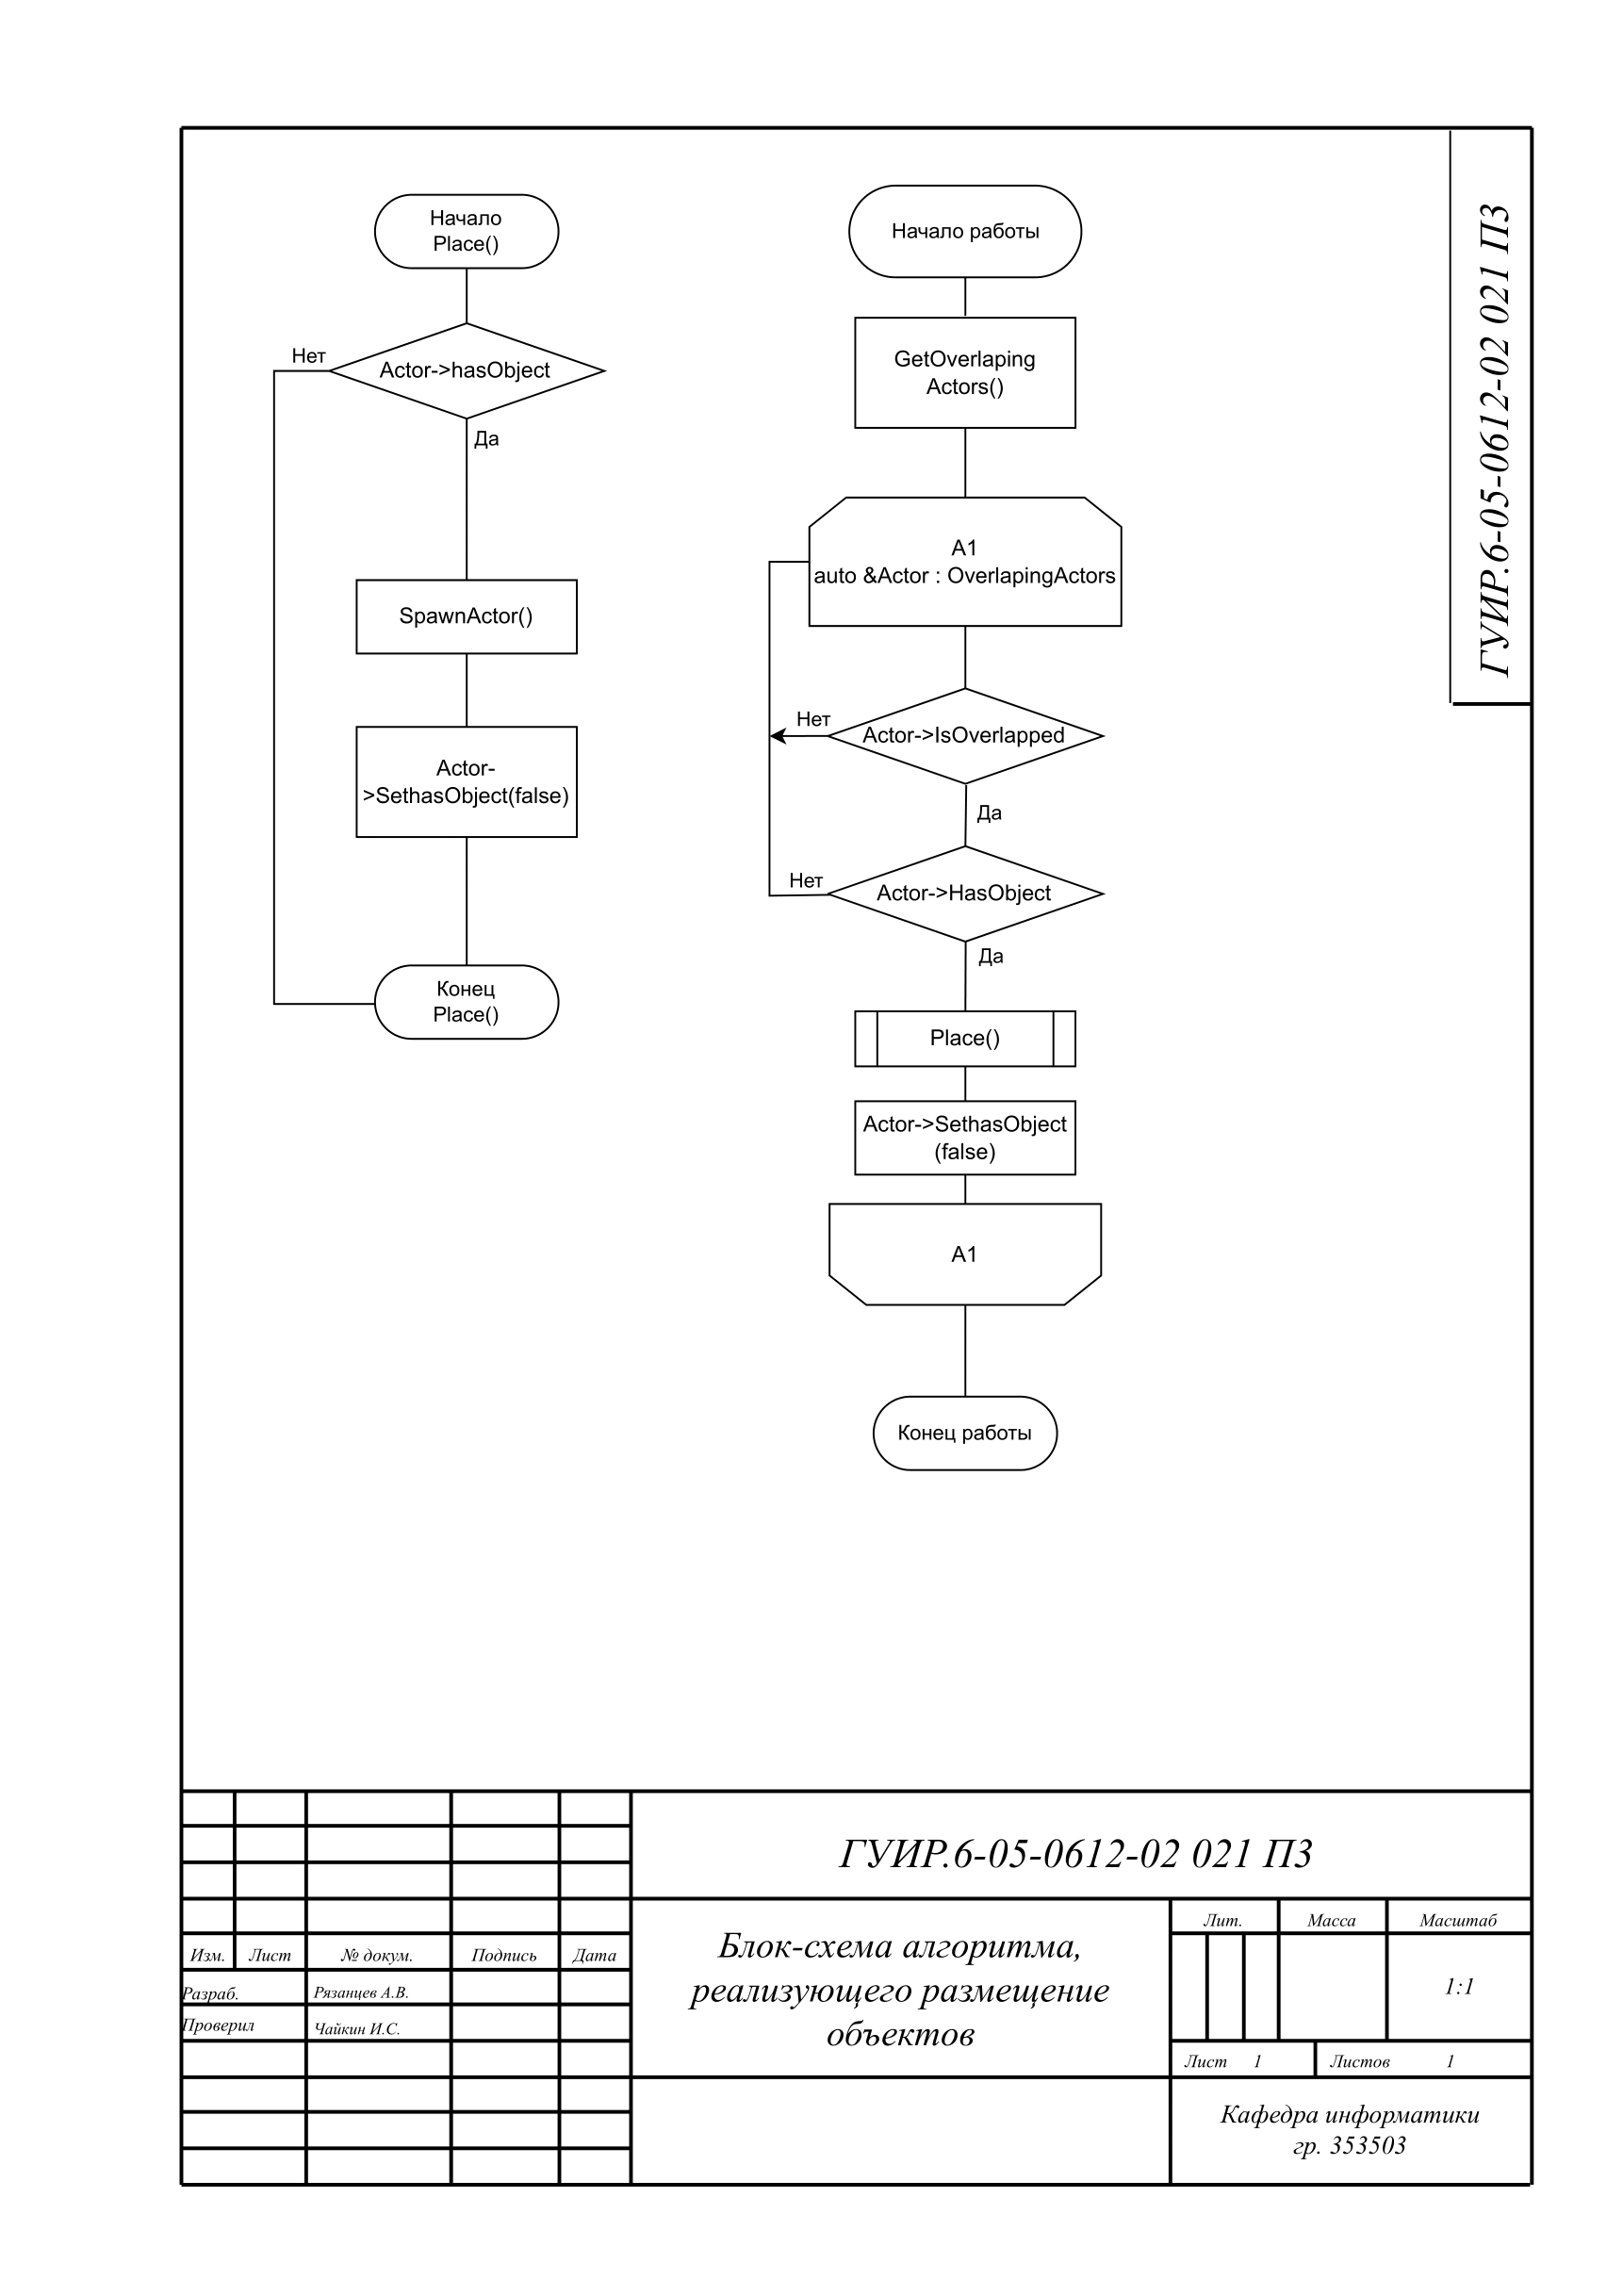 Начало
Place()
Нет
Actor->hasObject
Да
SpawnActor()
Actor-
>SethasObject(false)
Конец
Place()
Начало работы
GetOverlaping
Actors()
A1
auto &Actor : OverlapingActors
Нет
Actor->IsOverlapped
Да
Нет
Actor->HasObject
Да
Place()
Actor->SethasObject
(false)
A1
Конец работы
ГУИР.6-05-0612-02 021 ПЗ
ГУИР.6-05-0612-02 021 ПЗ
Изм. Лист № докум. Подпись Дата
Разраб. Рязанцев А.В.
Проверил Чайкин И.С.
Блок-схема алгоритма,
реализующего размещение
объектов
Лит. Масса Масштаб
1:1
Лист 1 Листов 1
Кафедра информатики
гр. 353503